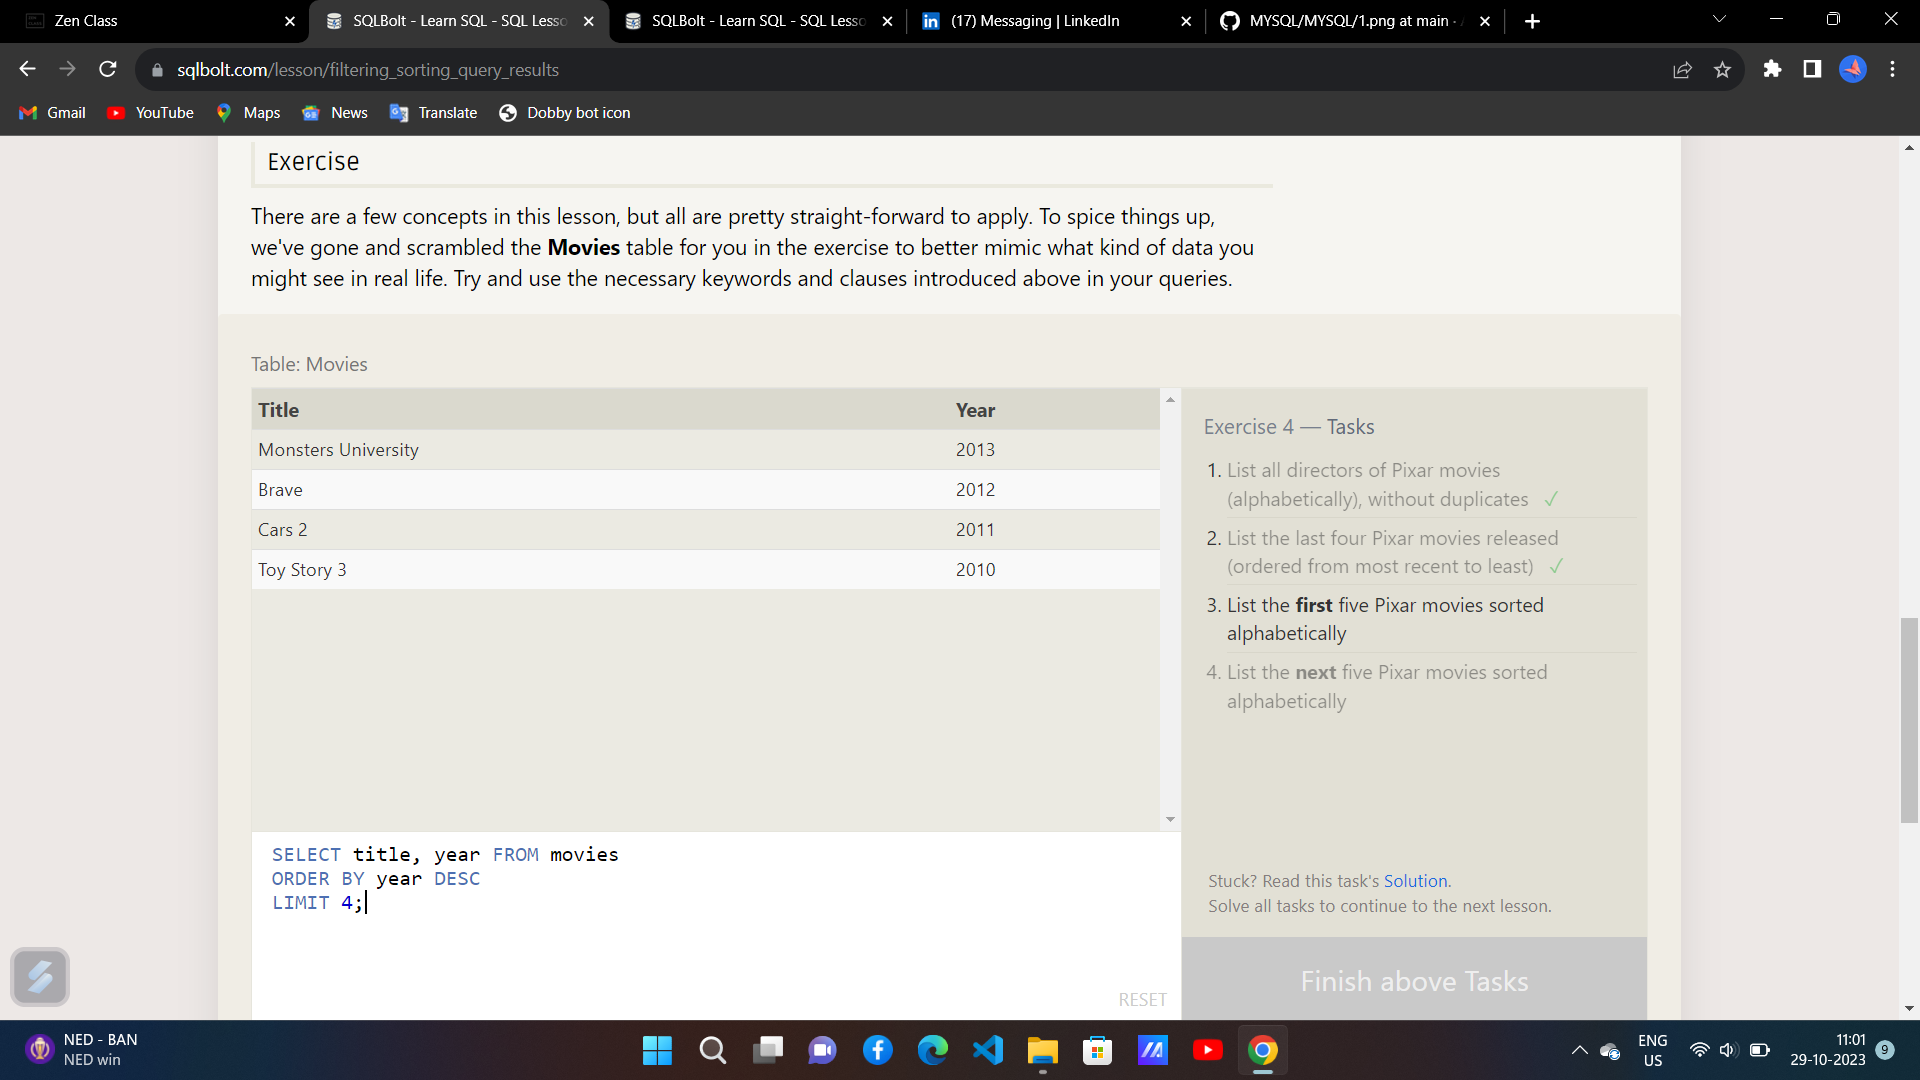 Zen Class
SQLBolt - Learn SQL - SQL Lesso
SQLBolt - Learn SQL - SQL Lesso
(17) Messaging | LinkedIn
MYSQL/MYSQL/1.png at main ·
sqlbolt.com/lesson/filtering_sorting_query_results
Gmail
YouTube
Maps
News
Translate
Dobby bot icon
Exercise
There are a few concepts in this lesson, but all are pretty straight-forward to apply. To spice things up,
we've gone and scrambled the Movies table for you in the exercise to better mimic what kind of data you
might see in real life. Try and use the necessary keywords and clauses introduced above in your queries.
Table: Movies
Title Year
Monsters University 2013
Brave 2012
Cars 2 2011
Toy Story 3 2010
Exercise 4 — Tasks
1. List all directors of Pixar movies
(alphabetically), without duplicates ✓
2. List the last four Pixar movies released
(ordered from most recent to least) ✓
3. List the first five Pixar movies sorted
alphabetically
4. List the next five Pixar movies sorted
alphabetically
Stuck? Read this task's Solution.
Solve all tasks to continue to the next lesson.
Finish above Tasks
SELECT title, year FROM movies
ORDER BY year DESC
LIMIT 4;
RESET
NED - BAN
NED win
ENG
US
11:01
29-10-2023
9